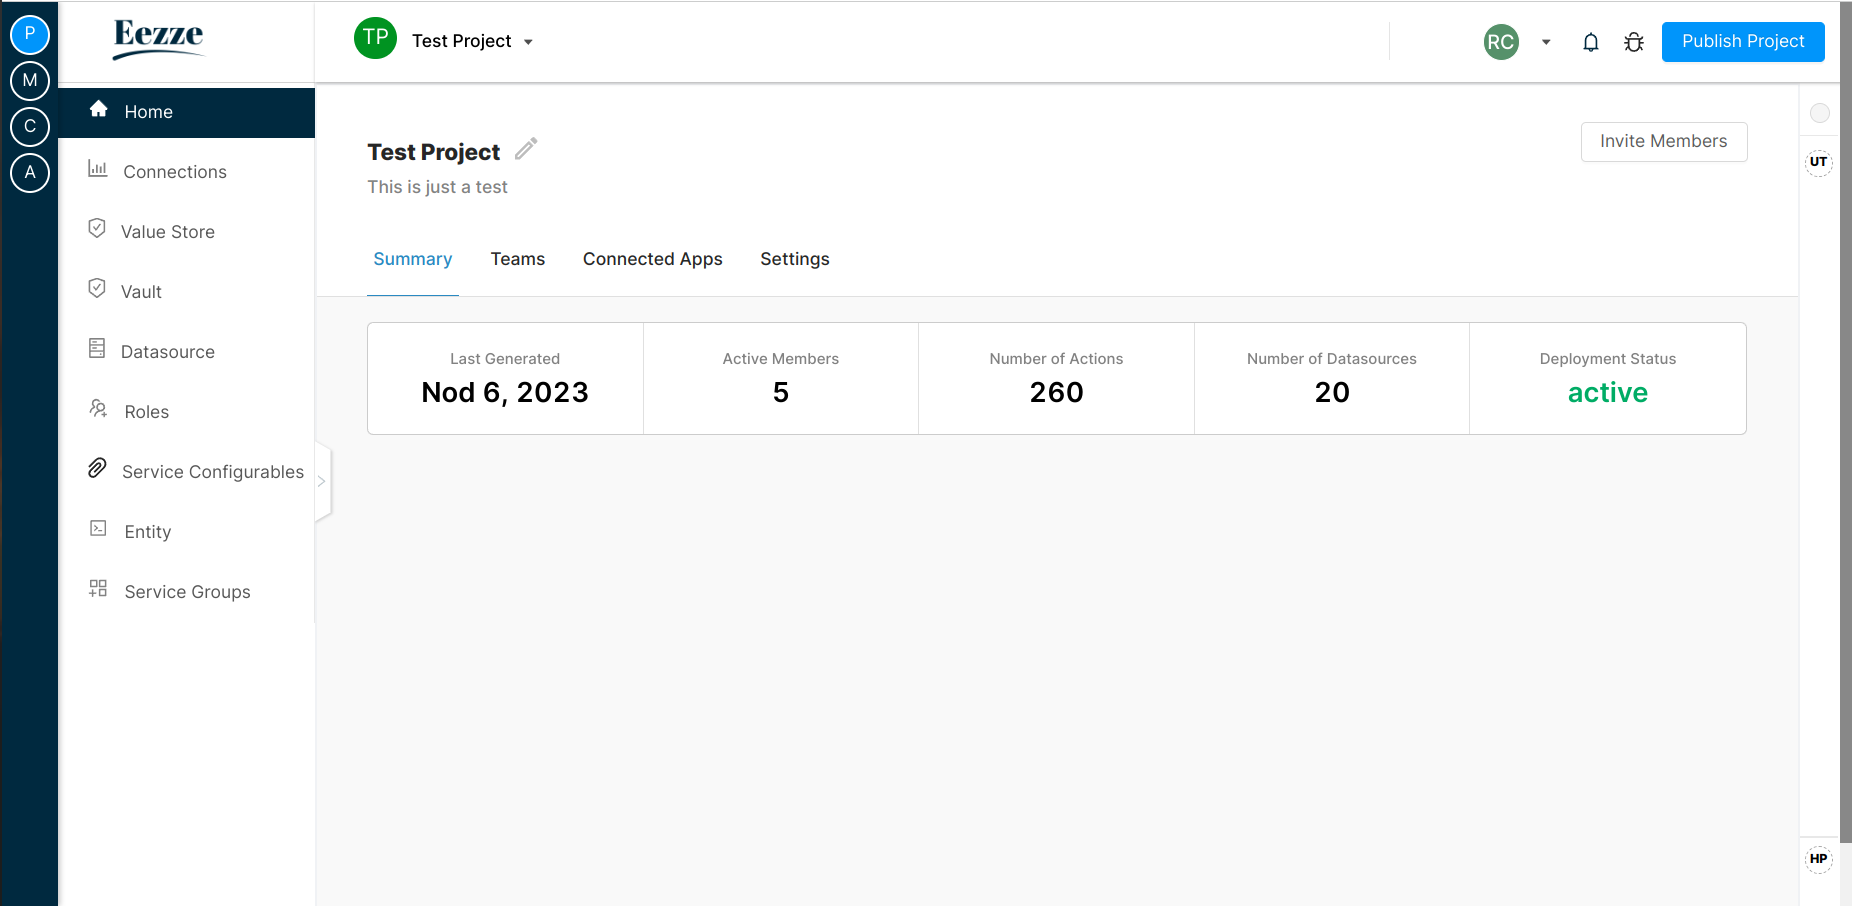 P
M
C
A
Eezze
TP Test Project
RC
Publish Project
Home
Connections
Value Store
Vault
Datasource
Roles
Service Configurables
Entity
Service Groups
Test Project
This is just a test
Invite Members
UT
Summary Teams Connected Apps Settings
Last Generated
Nod 6, 2023
Active Members
5
Number of Actions
260
Number of Datasources
20
Deployment Status
active
HP